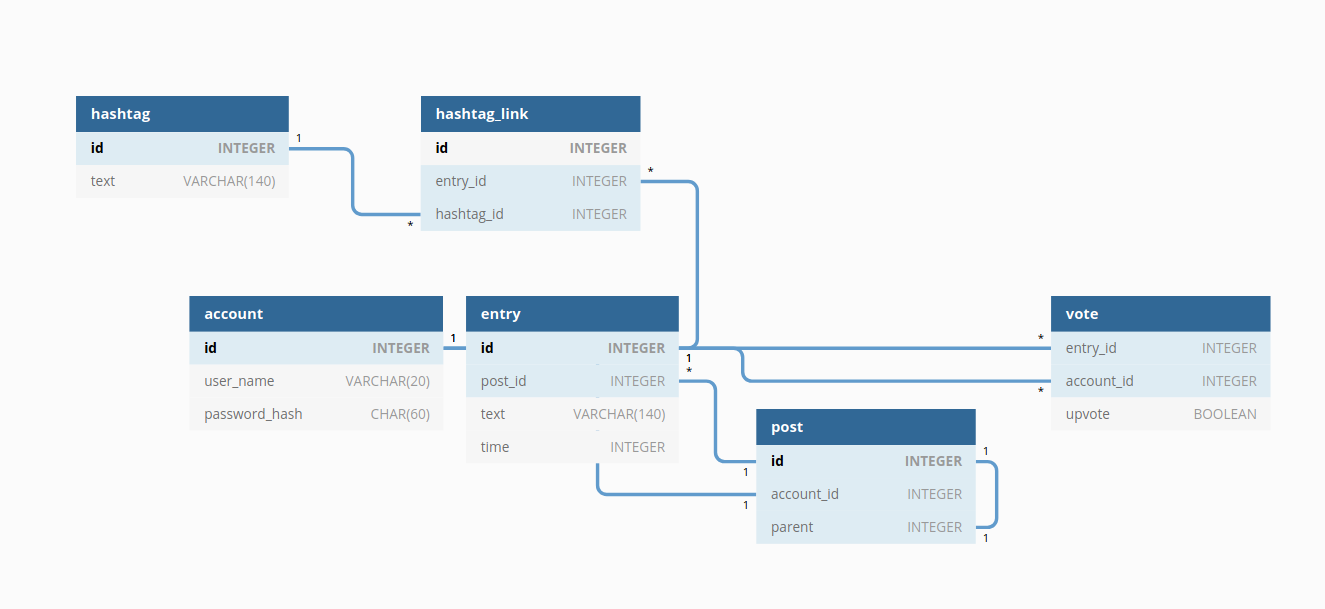 hashtag
id INTEGER
text VARCHAR(140)
1
*
hashtag_link
id INTEGER
entry_id INTEGER
hashtag_id INTEGER
*
account
id INTEGER
user_name VARCHAR(20)
password_hash CHAR(60)
1
entry
id INTEGER
post_id INTEGER
text VARCHAR(140)
time INTEGER
1
*
vote
entry_id INTEGER
account_id INTEGER
upvote BOOLEAN
*
*
post
id INTEGER
account_id INTEGER
parent INTEGER
1
1
1
1